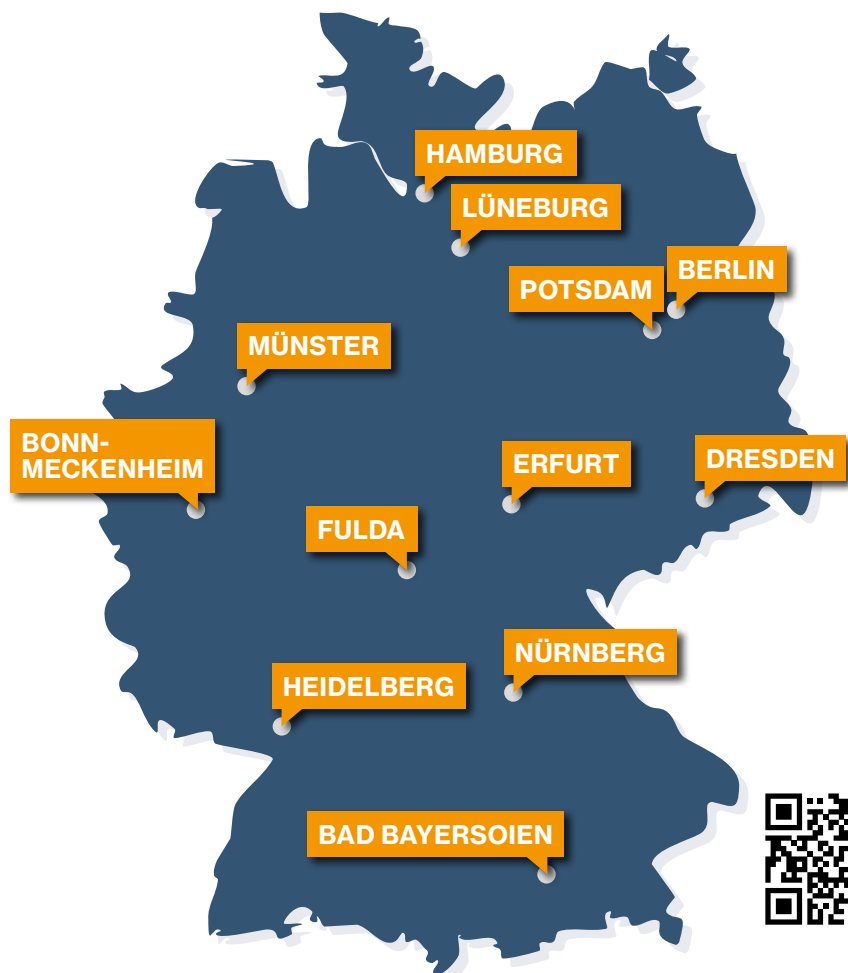 HAMBURG
LÜNEBURG
BERLIN
POTSDAM
MÜNSTER
BONN-
MECKENHEIM
ERFURT
DRESDEN
FULDA
NÜRNBERG
HEIDELBERG
BAD BAYERSOIEN